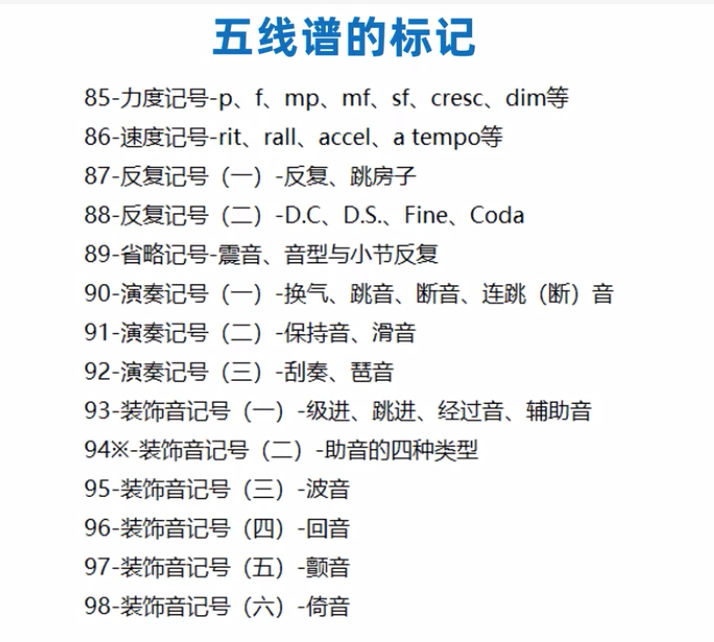 五线谱的标记
85-力度记号-p、f、mp、mf、sf、cresc、dim等
86-速度记号-rit、rall、accel、a tempo等
87-反复记号（一）-反复、跳房子
88-反复记号（二）-D.C、D.S.、Fine、Coda
89-省略记号-震音、音型与小节反复
90-演奏记号（一）-换气、跳音、断音、连跳（断）音
91-演奏记号（二）-保持音、滑音
92-演奏记号（三）-刮奏、琶音
93-装饰音记号（一）-级进、跳进、经过音、辅助音
94※-装饰音记号（二）-助音的四种类型
95-装饰音记号（三）-波音
96-装饰音记号（四）-回音
97-装饰音记号（五）-颤音
98-装饰音记号（六）-倚音